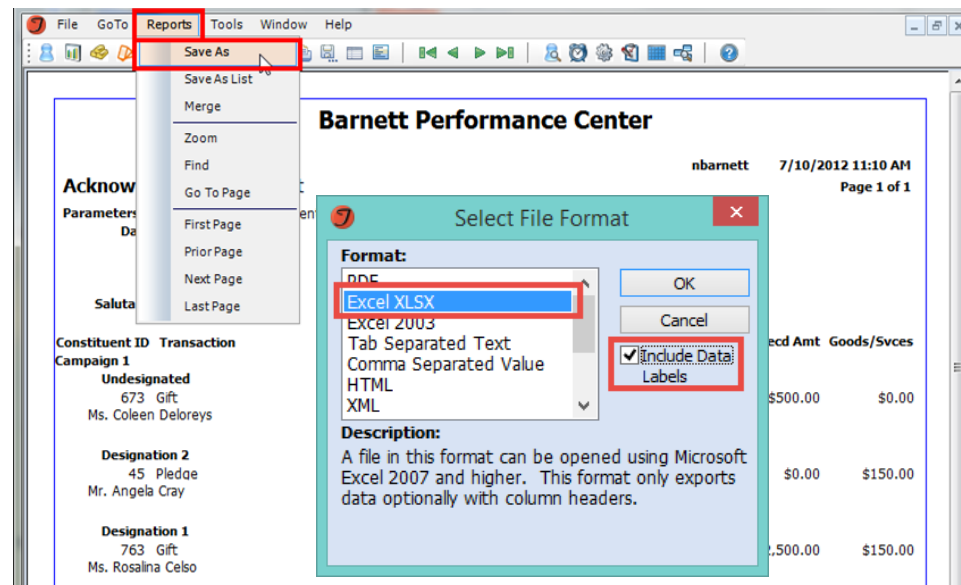 File GoTo Reports Tools Window Help
Save As
Save As List
Merge
Zoom
Find
Go To Page
First Page
Prior Page
Next Page
Last Page
Barnett Performance Center
nbarnett 7/10/2012 11:10 AM
Acknow t
Page 1 of 1
Parameters en
Da
Saluta
Constituent ID Transaction ecd Amt Goods/Svces
Campaign 1
Undesignated
673 Gift $500.00 $0.00
Ms. Coleen Deloreys
Designation 2
45 Pledge $0.00 $150.00
Mr. Angela Cray
Designation 1
763 Gift ,500.00 $150.00
Ms. Rosalina Celso
Select File Format
Format:
PDF
Excel XLSX
Excel 2003
Tab Separated Text
Comma Separated Value
HTML
XML
OK
Cancel
Include Data
Labels
Description:
A file in this format can be opened using Microsoft
Excel 2007 and higher. This format only exports
data optionally with column headers.